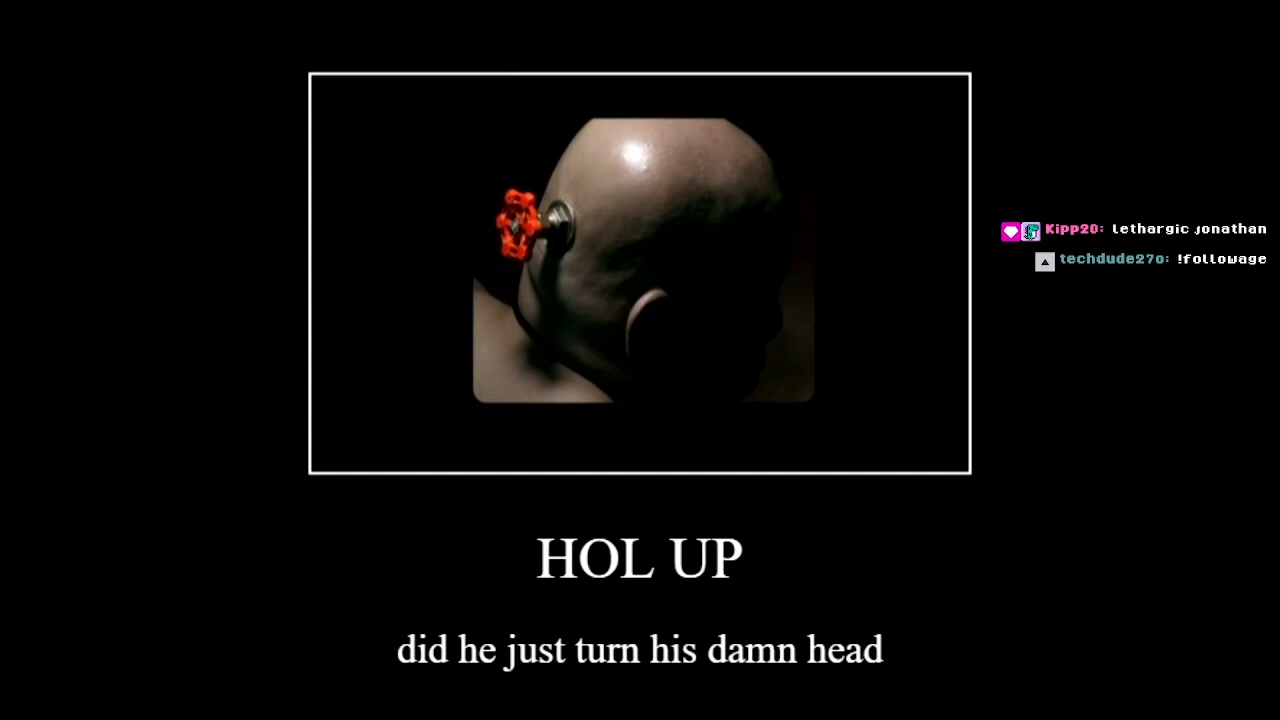 Kipp20: Lethargic jonathan
techdude27o: !followage
HOL UP
did he just turn his damn head